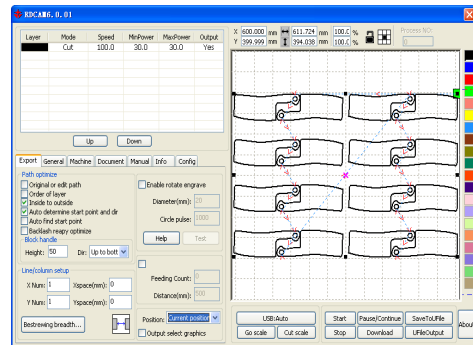 RDCAM6.0.01
Layer Mode Speed MinPower MaxPower Output
Cut 100.0 30.0 30.0 Yes
Up Down
Export General Machine Document Manual Info Config
Path optimize
Original or edit path
Order of layer
Inside to outside
Auto determine start point and dir
Auto find start point
Backlash reapy optimize
Block handle
Height: 50 Dir: Up to bott
Line/column setup
X Num: 1 Xspace(mm): 0
Y Num: 1 Yspace(mm): 0
Bestrewing breadth...
Enable rotate engrave
Diameter(mm): 20
Circle pulse: 1000
Help Test
Feeding Count: 0
Distance(mm): 500
Position: Current position
Output select graphics
X 600.000 mm 611.724 mm 100.( %
Y 399.999 mm 394.038 mm 100.( %
Process NO:
0
USB:Auto Start Pause/Continue SaveToUFile
Go scale Cut scale Stop Download UFileOutput
About